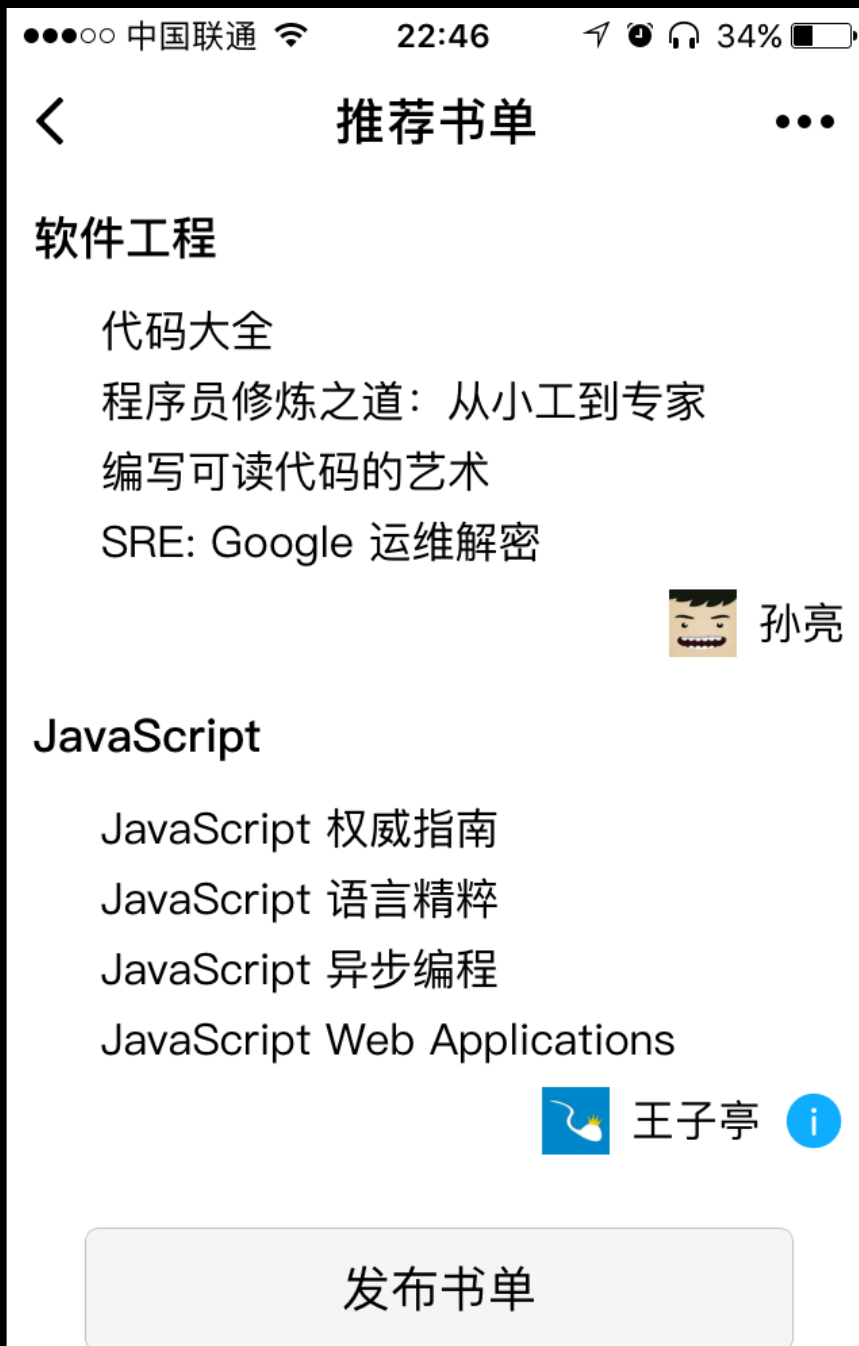 中国联通 22:46 34%
推荐书单
软件工程
代码大全
程序员修炼之道：从小工到专家
编写可读代码的艺术
SRE: Google 运维解密
孙亮
JavaScript
JavaScript 权威指南
JavaScript 语言精粹
JavaScript 异步编程
JavaScript Web Applications
王子亭 i
发布书单